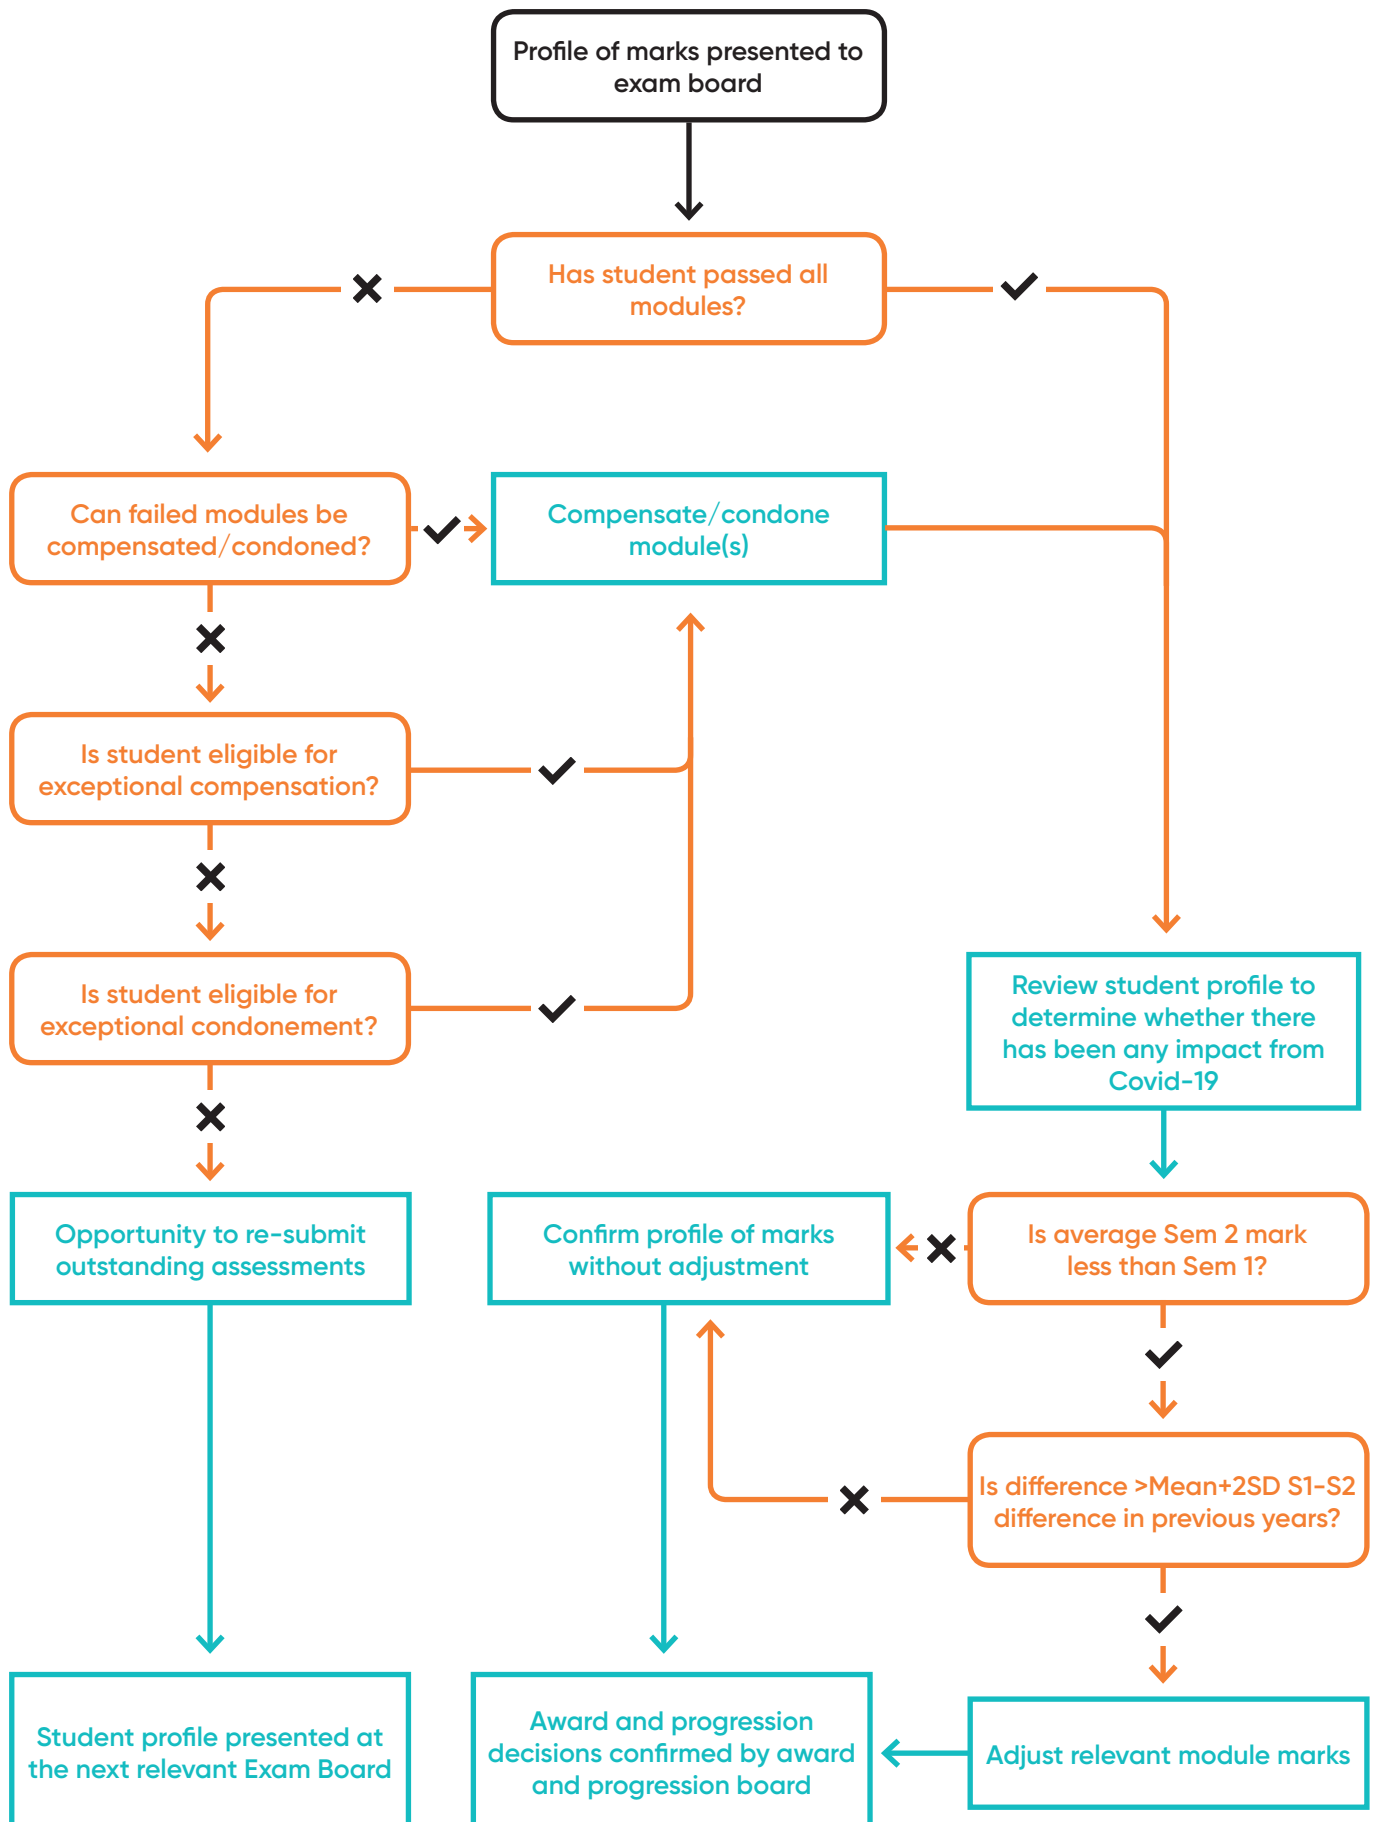 Profile of marks presented to
exam board
Has student passed all
modules?
Can failed modules be
compensated/condoned?
Compensate/condone
module(s)
Is student eligible for
exceptional compensation?
Is student eligible for
exceptional condonement?
Review student profile to
determine whether there
has been any impact from
Covid-19
Opportunity to re-submit
outstanding assessments
Confirm profile of marks
without adjustment
Is average Sem 2 mark
less than Sem 1?
Is difference >Mean+2SD S1-S2
difference in previous years?
Student profile presented at
the next relevant Exam Board
Award and progression
decisions confirmed by award
and progression board
Adjust relevant module marks